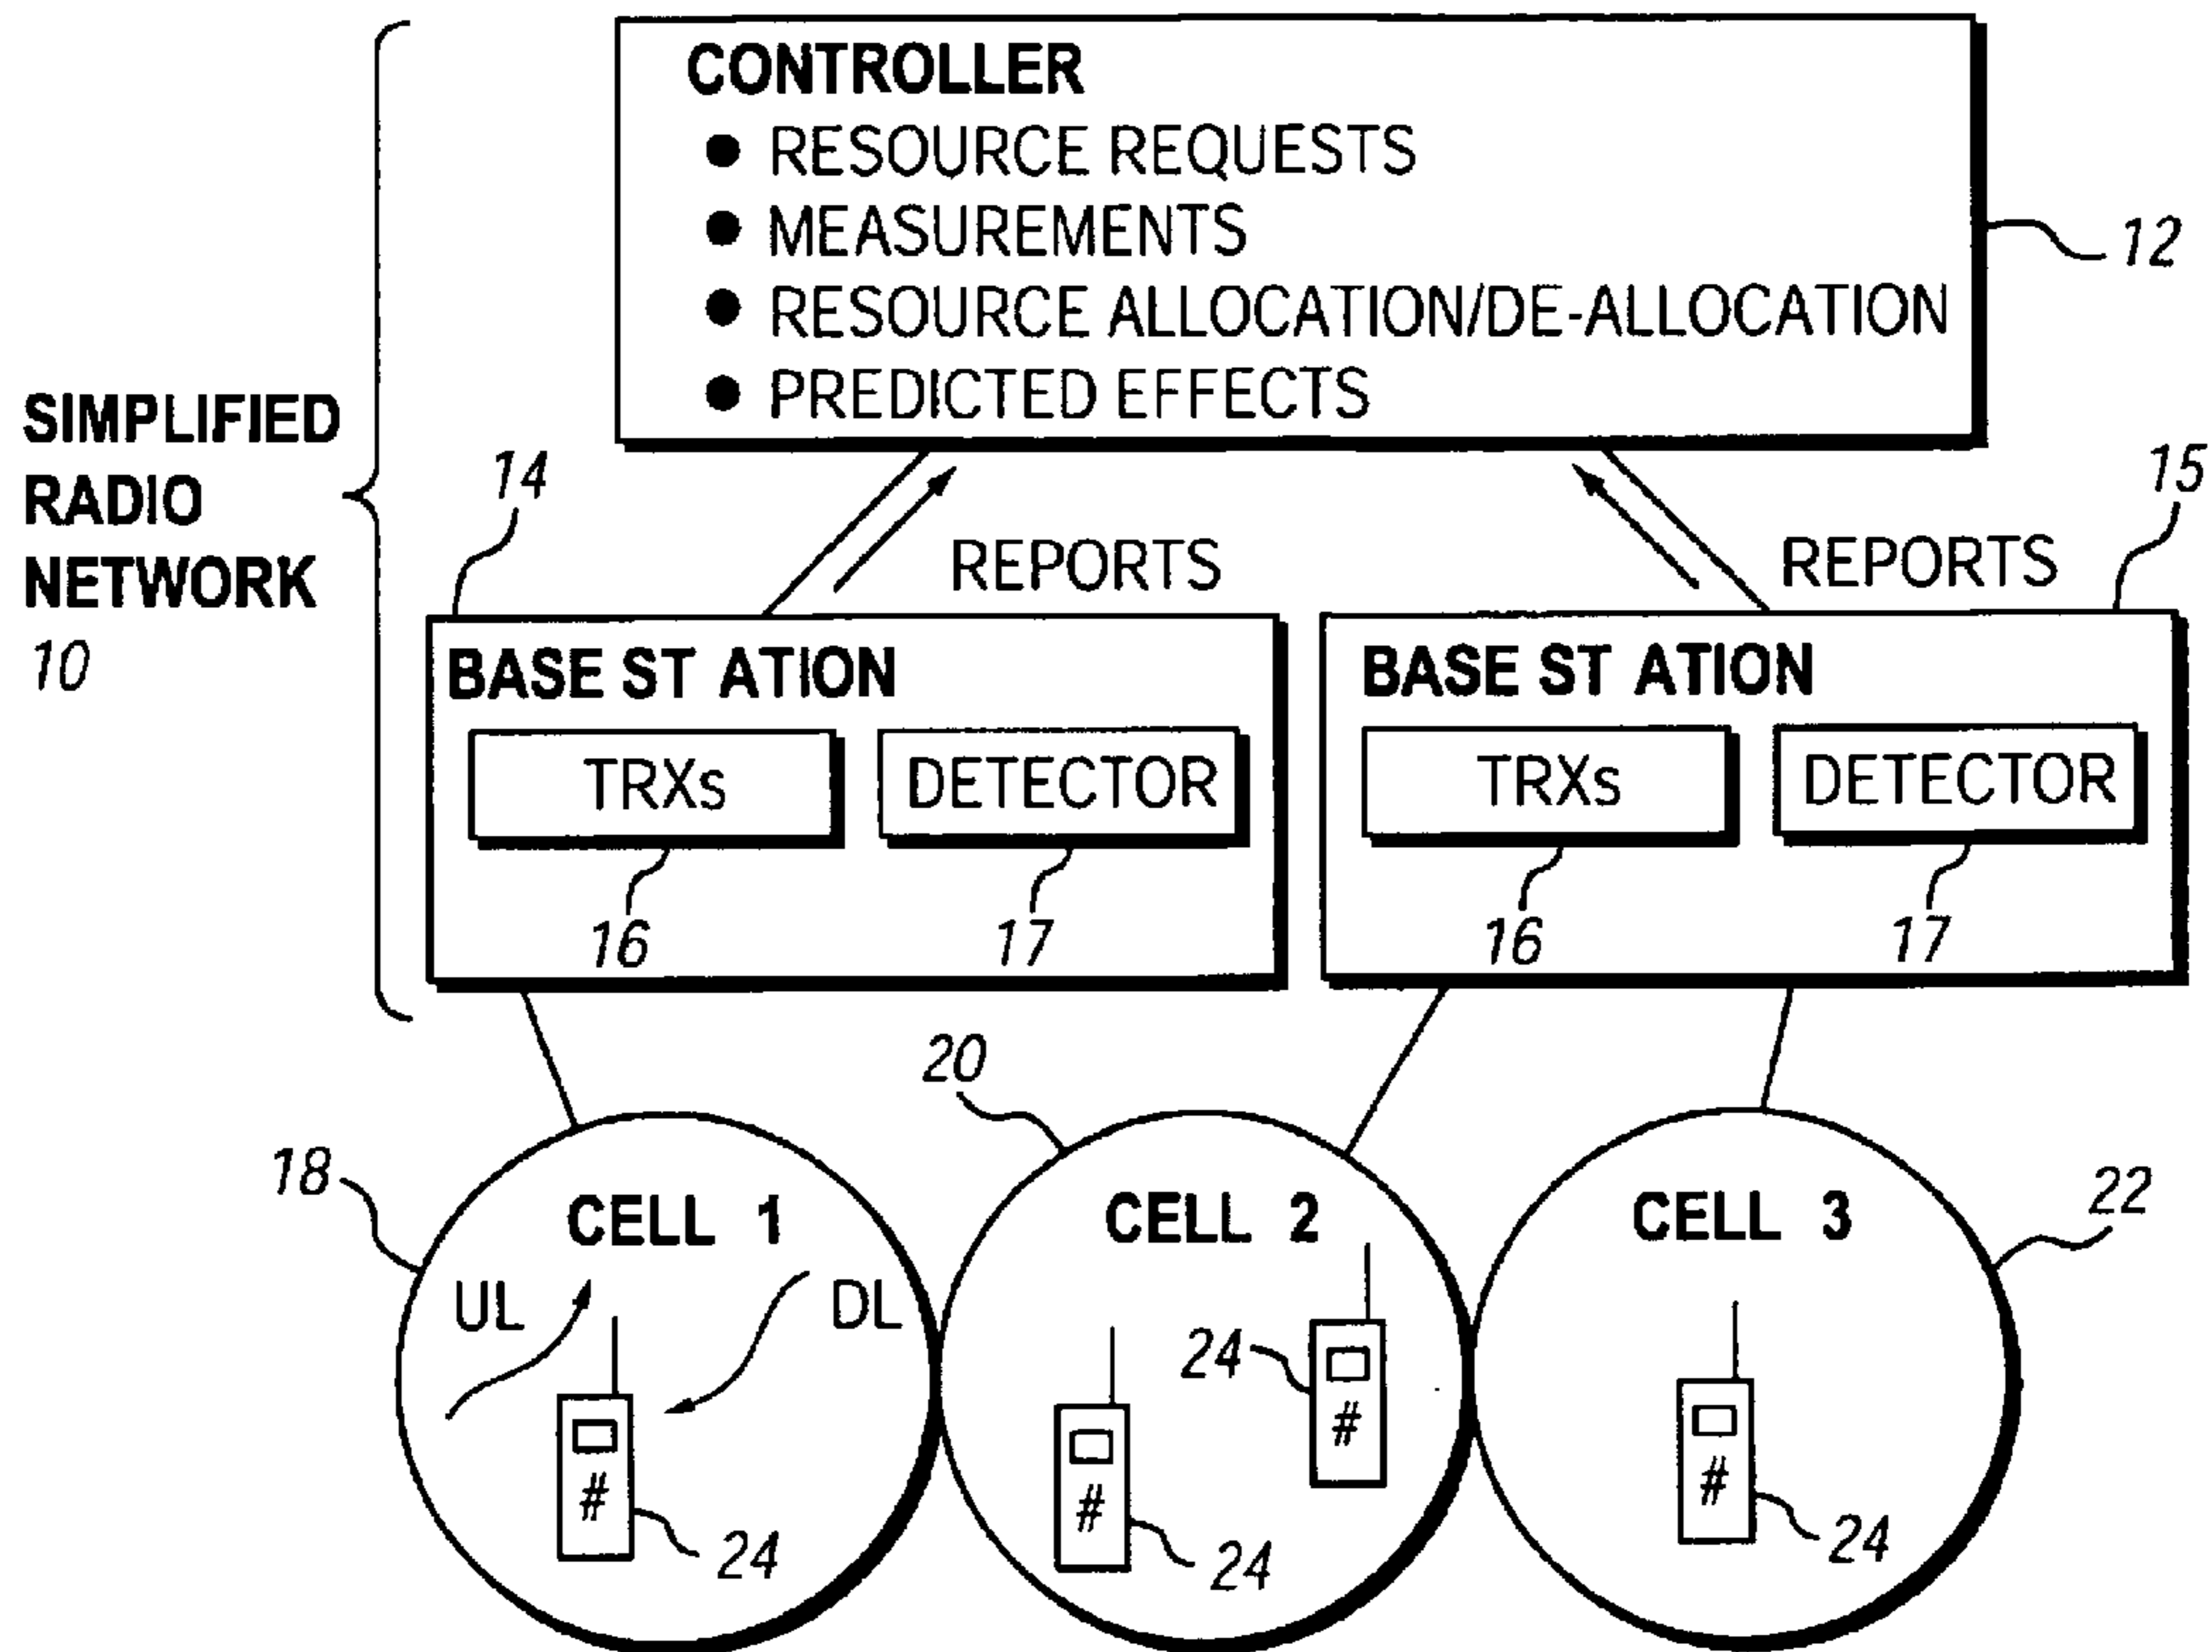 CONTROLLER
● RESOURCE REQUESTS
● MEASUREMENTS
● RESOURCE ALLOCATION/DE-ALLOCATION
● PREDICTED EFFECTS
12
SIMPLIFIED
RADIO
NETWORK
10
14
REPORTS
REPORTS
15
BASE ST ATION
TRXs
DETECTOR
16
17
BASE ST ATION
TRXs
DETECTOR
16
17
18
CELL 1
UL
DL
#
24
20
CELL 2
24
#
#
24
22
CELL 3
#
24